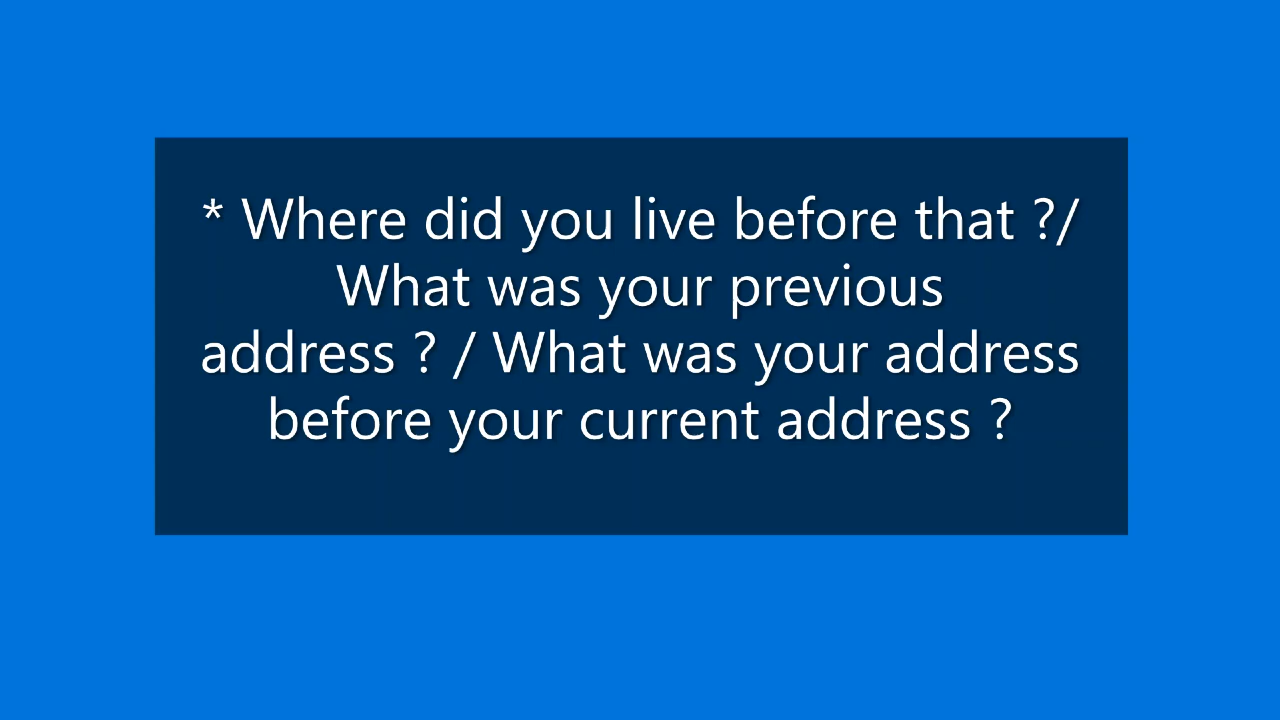 * Where did you live before that ?/
What was your previous
address ? / What was your address
before your current address ?